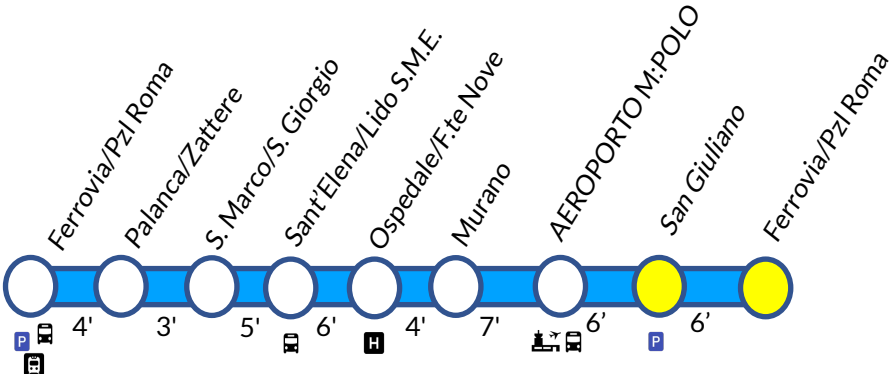 Ferrovia/Pzl Roma
Palanca/Zattere
S. Marco/S. Giorgio
Sant'Elena/Lido S.M.E.
Ospedale/F.te Nove
Murano
AEROPORTO M:POLO
San Giuliano
Ferrovia/Pzl Roma
4' 3' 5' 6' 4' 7' 6' 6'
P H P